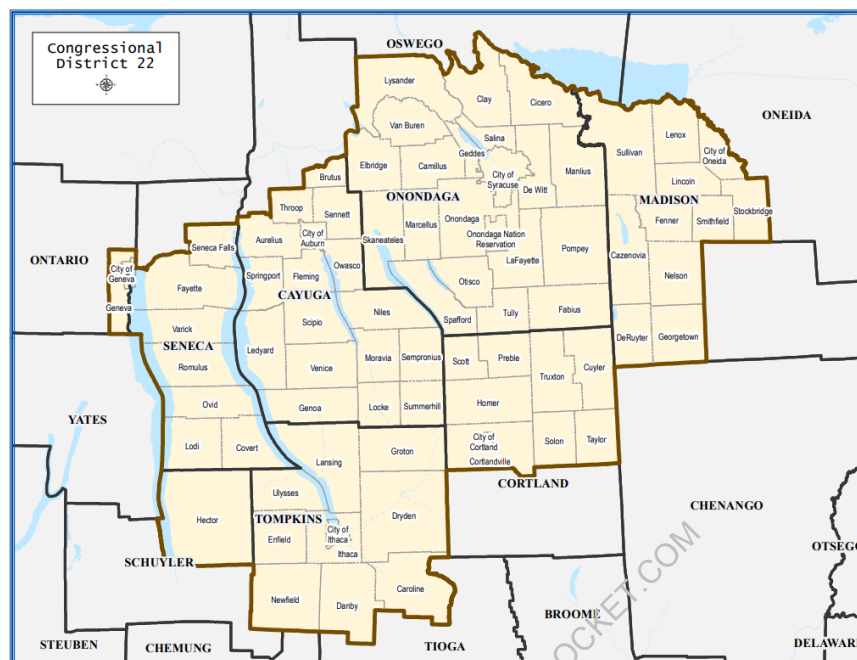 Congressional
District 22
OSWEGO
ONEIDA
Lysander
Clay
Cicero
Van Buren
Salina
Geddes
Elbridge
Camillus
City of
Syracuse
De Witt
Manlius
Sullivan
Lenox
City of
Oneida
Lincoln
MADISON
Stockbridge
Fenner
Smithfield
Cazenovia
Nelson
DeRuyter
Georgetown
Brutus
Throop
Sennett
ONONDAGA
Marcellus
Onondaga
Onondaga Nation
Reservation
Skaneateles
LaFayette
Pompey
Otisco
Spafford
Tully
Fabius
Seneca Falls
Aurelius
City of
Auburn
Owasco
Springport
Fleming
CAYUGA
ONTARIO
City of
Geneva
Geneva
Fayette
Varick
SENECA
Romulus
Scipio
Niles
Ledyard
Venice
Moravia
Sempronius
Scott
Preble
Truxton
Cuyler
Ovid
Genoa
Locke
Summerhill
Homer
YATES
Lodi
Covert
Lansing
Groton
City of
Cortland
Cortlandville
Solon
Taylor
CORTLAND
Hector
Ulysses
TOMPKINS
City of
Ithaca
Dryden
Enfield
Ithaca
CHENANGO
SCHUYLER
OTSEGO
Newfield
Danby
Caroline
BROOME
STEUBEN
CHEMUNG
TIOGA
DELAWARE
OCKET.COM